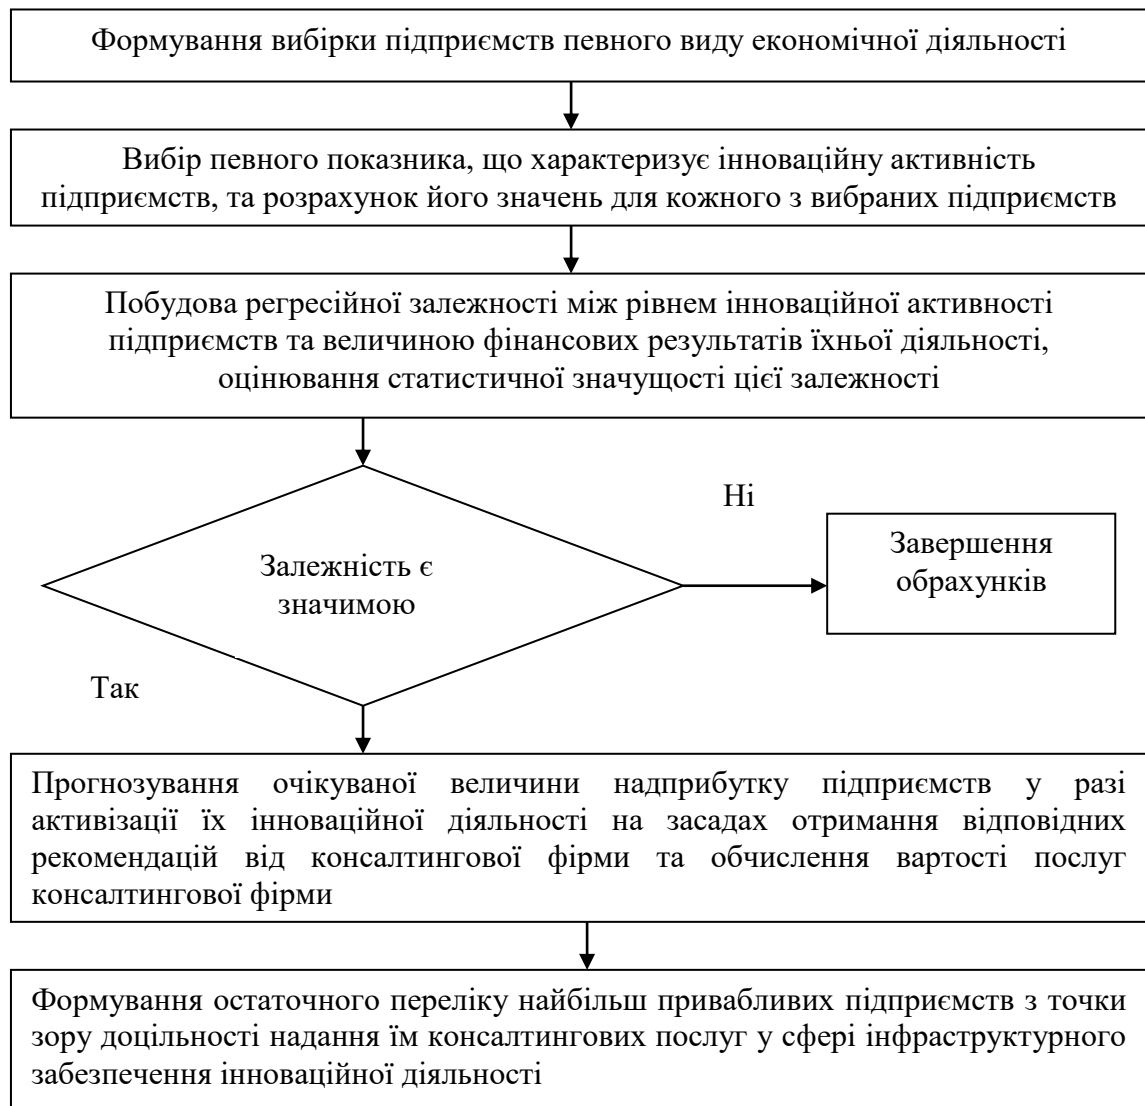 Формування вибірки підприємств певного виду економічної діяльності
Вибір певного показника, що характеризує інноваційну активність
підприємств, та розрахунок його значень для кожного з вибраних підприємств
Побудова регресійної залежності між рівнем інноваційної активності
підприємств та величиною фінансових результатів їхньої діяльності,
оцінювання статистичної значущості цієї залежності
Ні
Залежність є
значимою
Завершення
обрахунків
Так
Прогнозування очікуваної величини надприбутку підприємств у разі
активізації їх інноваційної діяльності на засадах отримання відповідних
рекомендацій від консалтингової фірми та обчислення вартості послуг
консалтингової фірми
Формування остаточного переліку найбільш привабливих підприємств з точки
зору доцільності надання їм консалтингових послуг у сфері інфраструктурного
забезпечення інноваційної діяльності